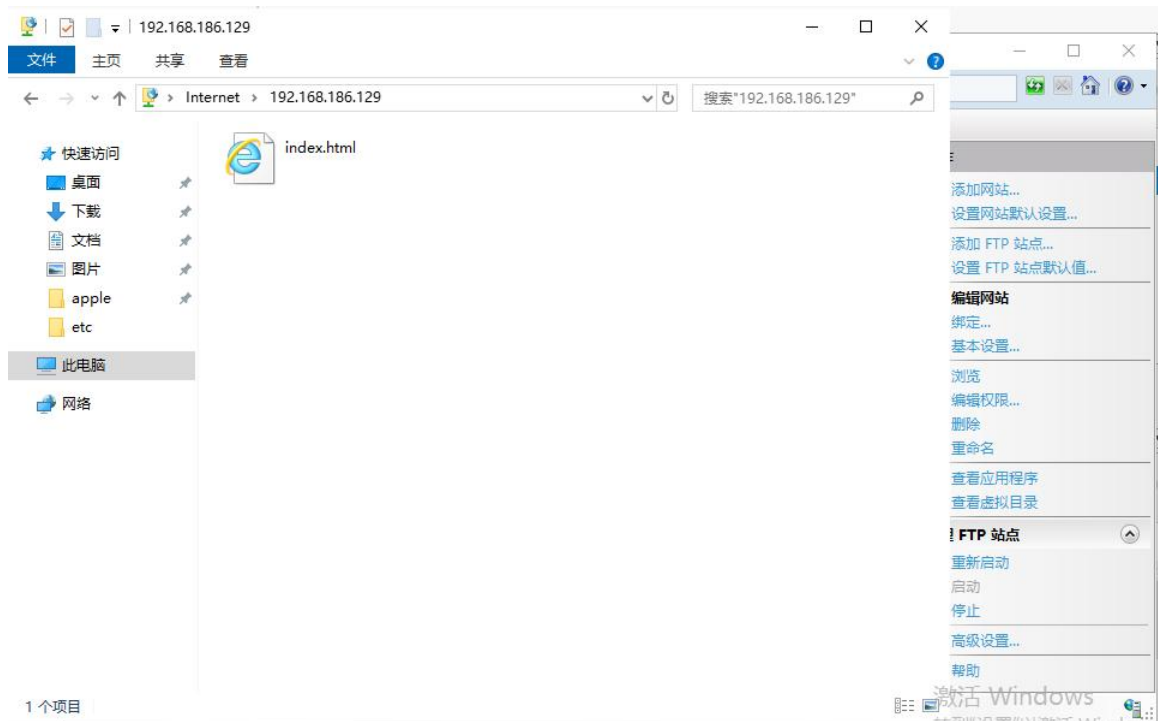 192.168.186.129
文件 主页 共享 查看
Internet › 192.168.186.129
搜索"192.168.186.129"
index.html
快速访问
桌面
下载
文档
图片
apple
etc
此电脑
网络
1 个项目
添加网站...
设置网站默认设置...
添加 FTP 站点...
设置 FTP 站点默认值...
编辑网站
绑定...
基本设置...
浏览
编辑权限...
删除
重命名
查看应用程序
查看虚拟目录
FTP 站点
重新启动
启动
停止
高级设置...
帮助
激活 Windows